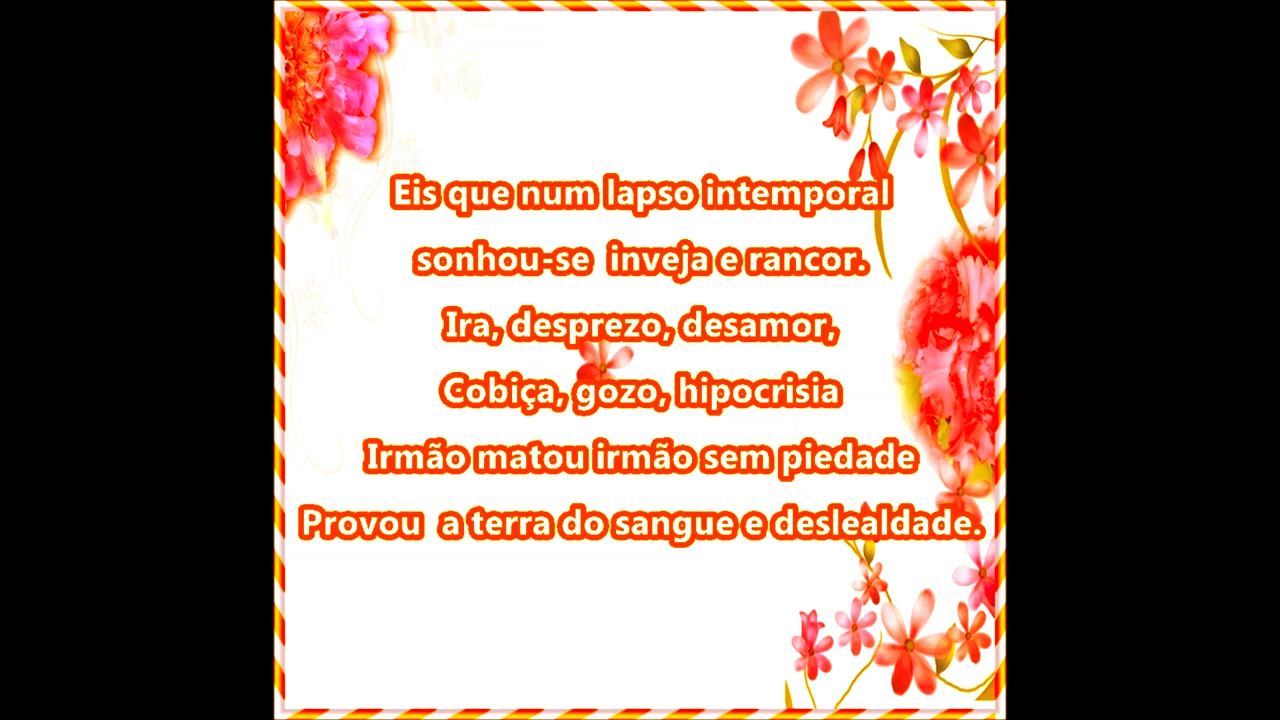 Eis que num lapso intemporal
sonhou-se  inveja e rancor.
Ira, desprezo, desamor,
Cobiça, gozo, hipocrisia
Irmão matou irmão sem piedade
Provou  a terra do sangue e deslealdade.